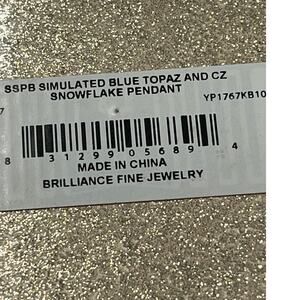 SSPB SIMULATED BLUE TOPAZ AND CZ
SNOWFLAKE PENDANT
7 YP1767KB10
8 31299 05689 4
MADE IN CHINA
BRILLIANCE FINE JEWELRY